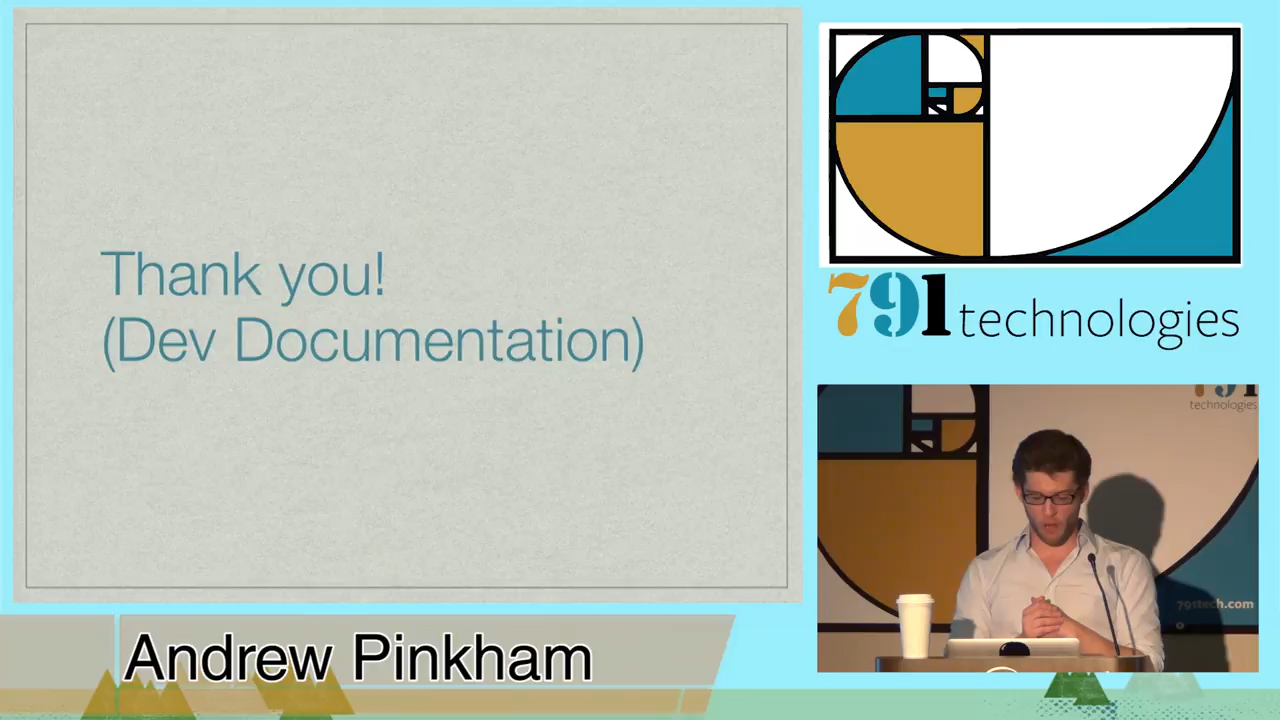 Thank you!
(Dev Documentation)
791 technologies
791
technologies
791tech.com
Andrew Pinkham